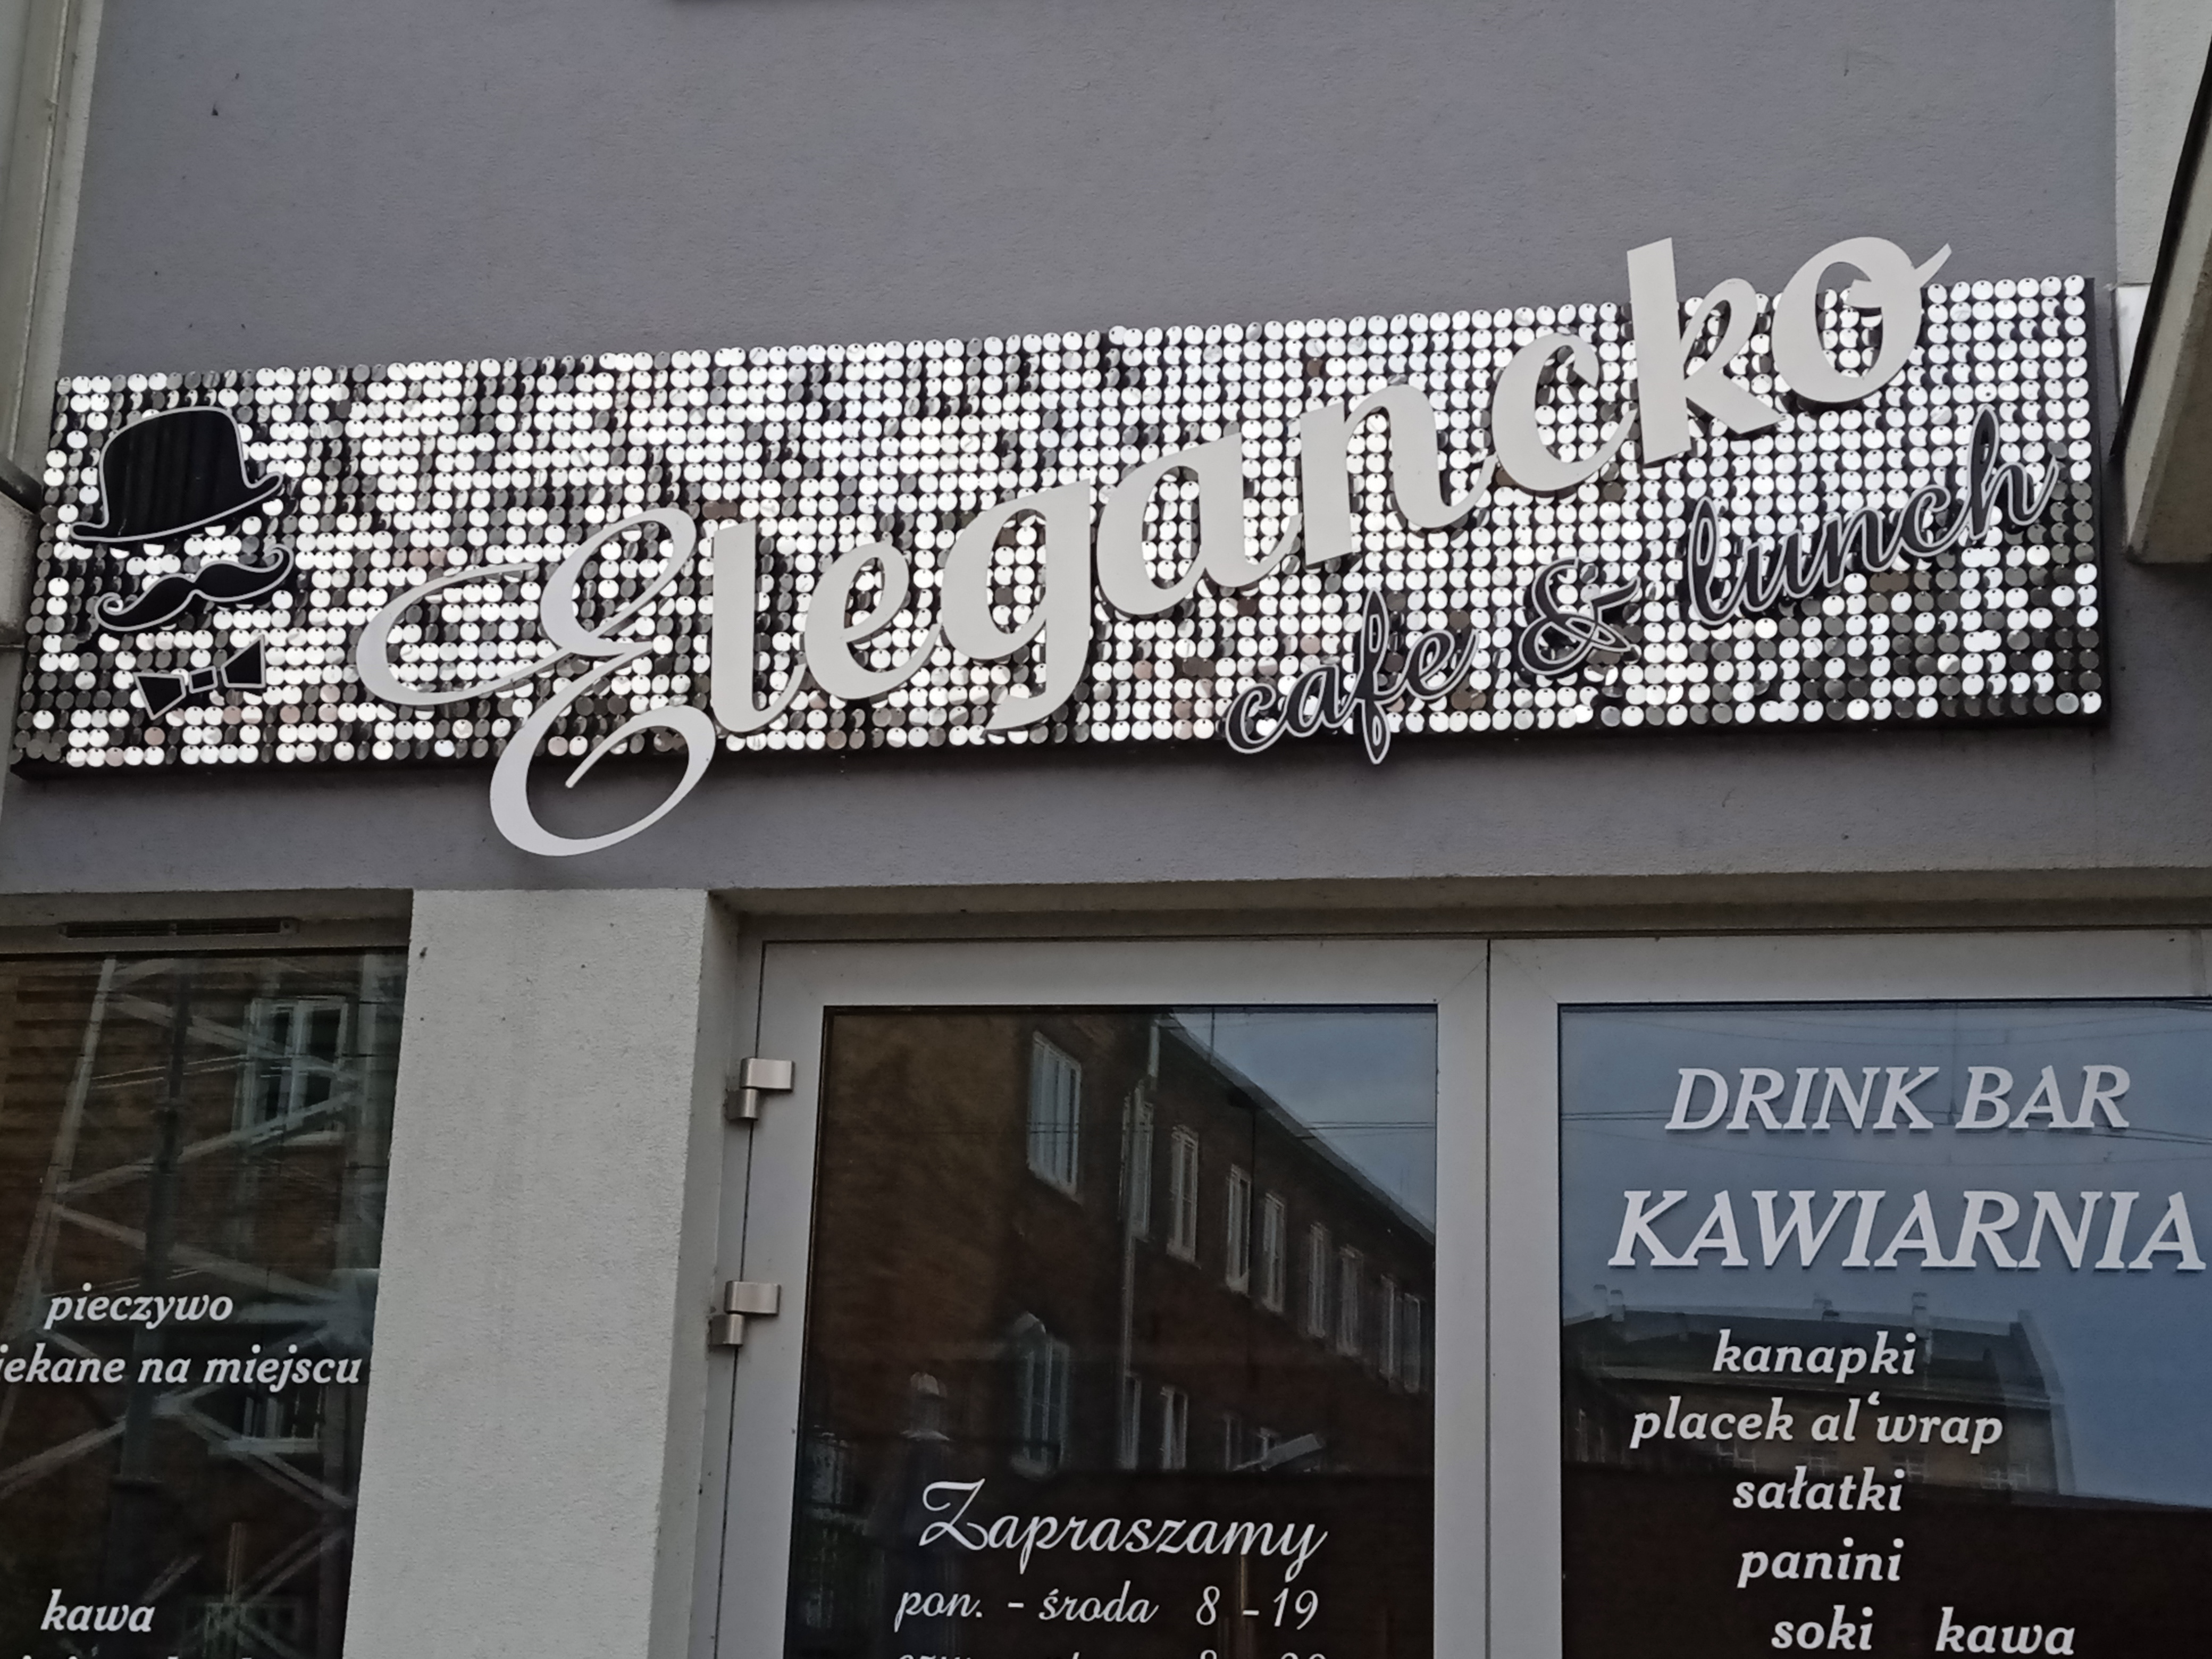 Elegancko
cafe & lunch
pieczywo
na miejscu
kawa
Zapraszamy
pon. - środa 8 - 19
DRINK BAR
KAWIARNIA
kanapki
placek al‘wrap
sałatki
panini
soki kawa